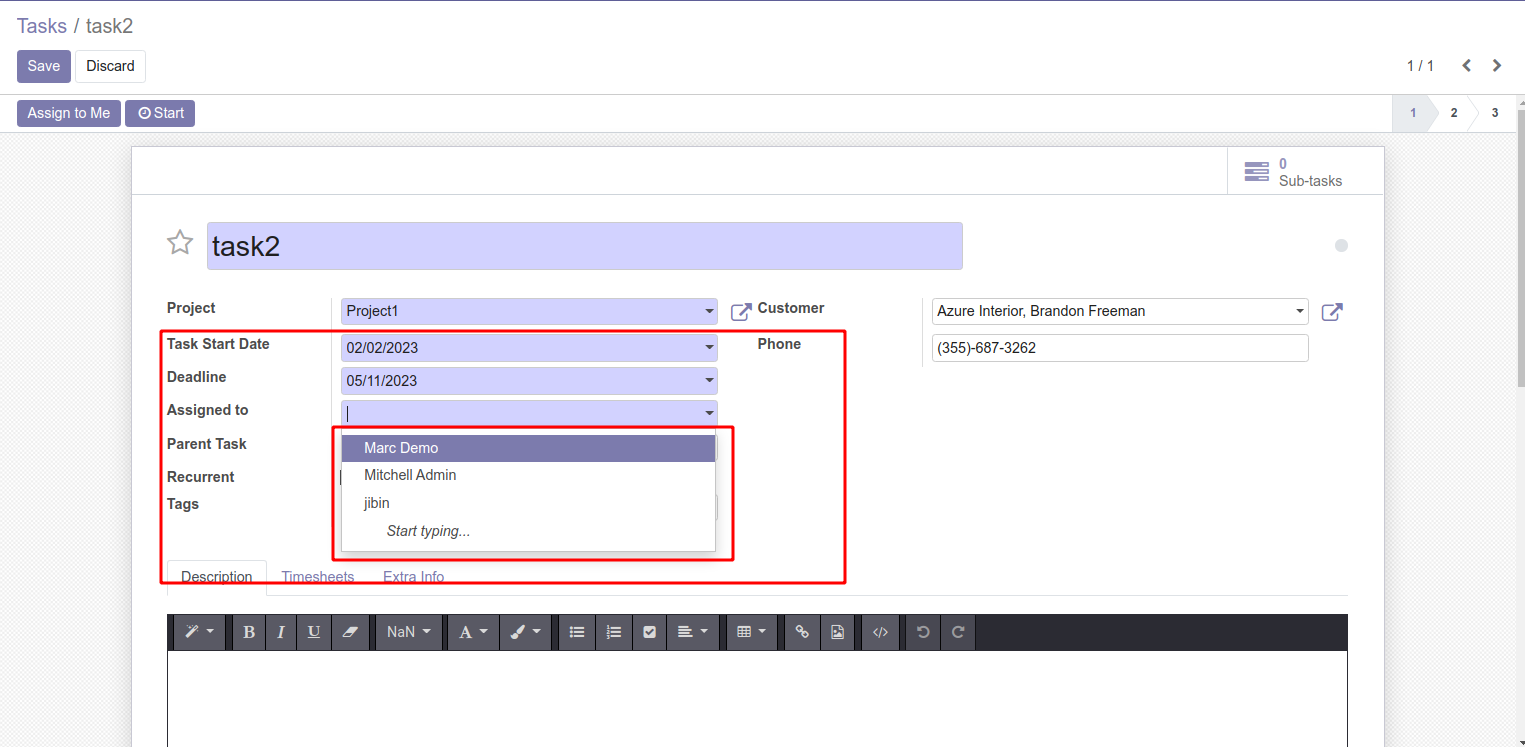 Tasks / task2
Save Discard 1 / 1
Assign to Me Start 1 2 3
0
Sub-tasks
task2
Project Project1 Customer Azure Interior, Brandon Freeman
Task Start Date 02/02/2023 Phone (355)-687-3262
Deadline 05/11/2023
Assigned to
Parent Task Marc Demo
Recurrent Mitchell Admin
Tags jibin
Start typing...
Description Timesheets Extra Info
B I U NaN A </>